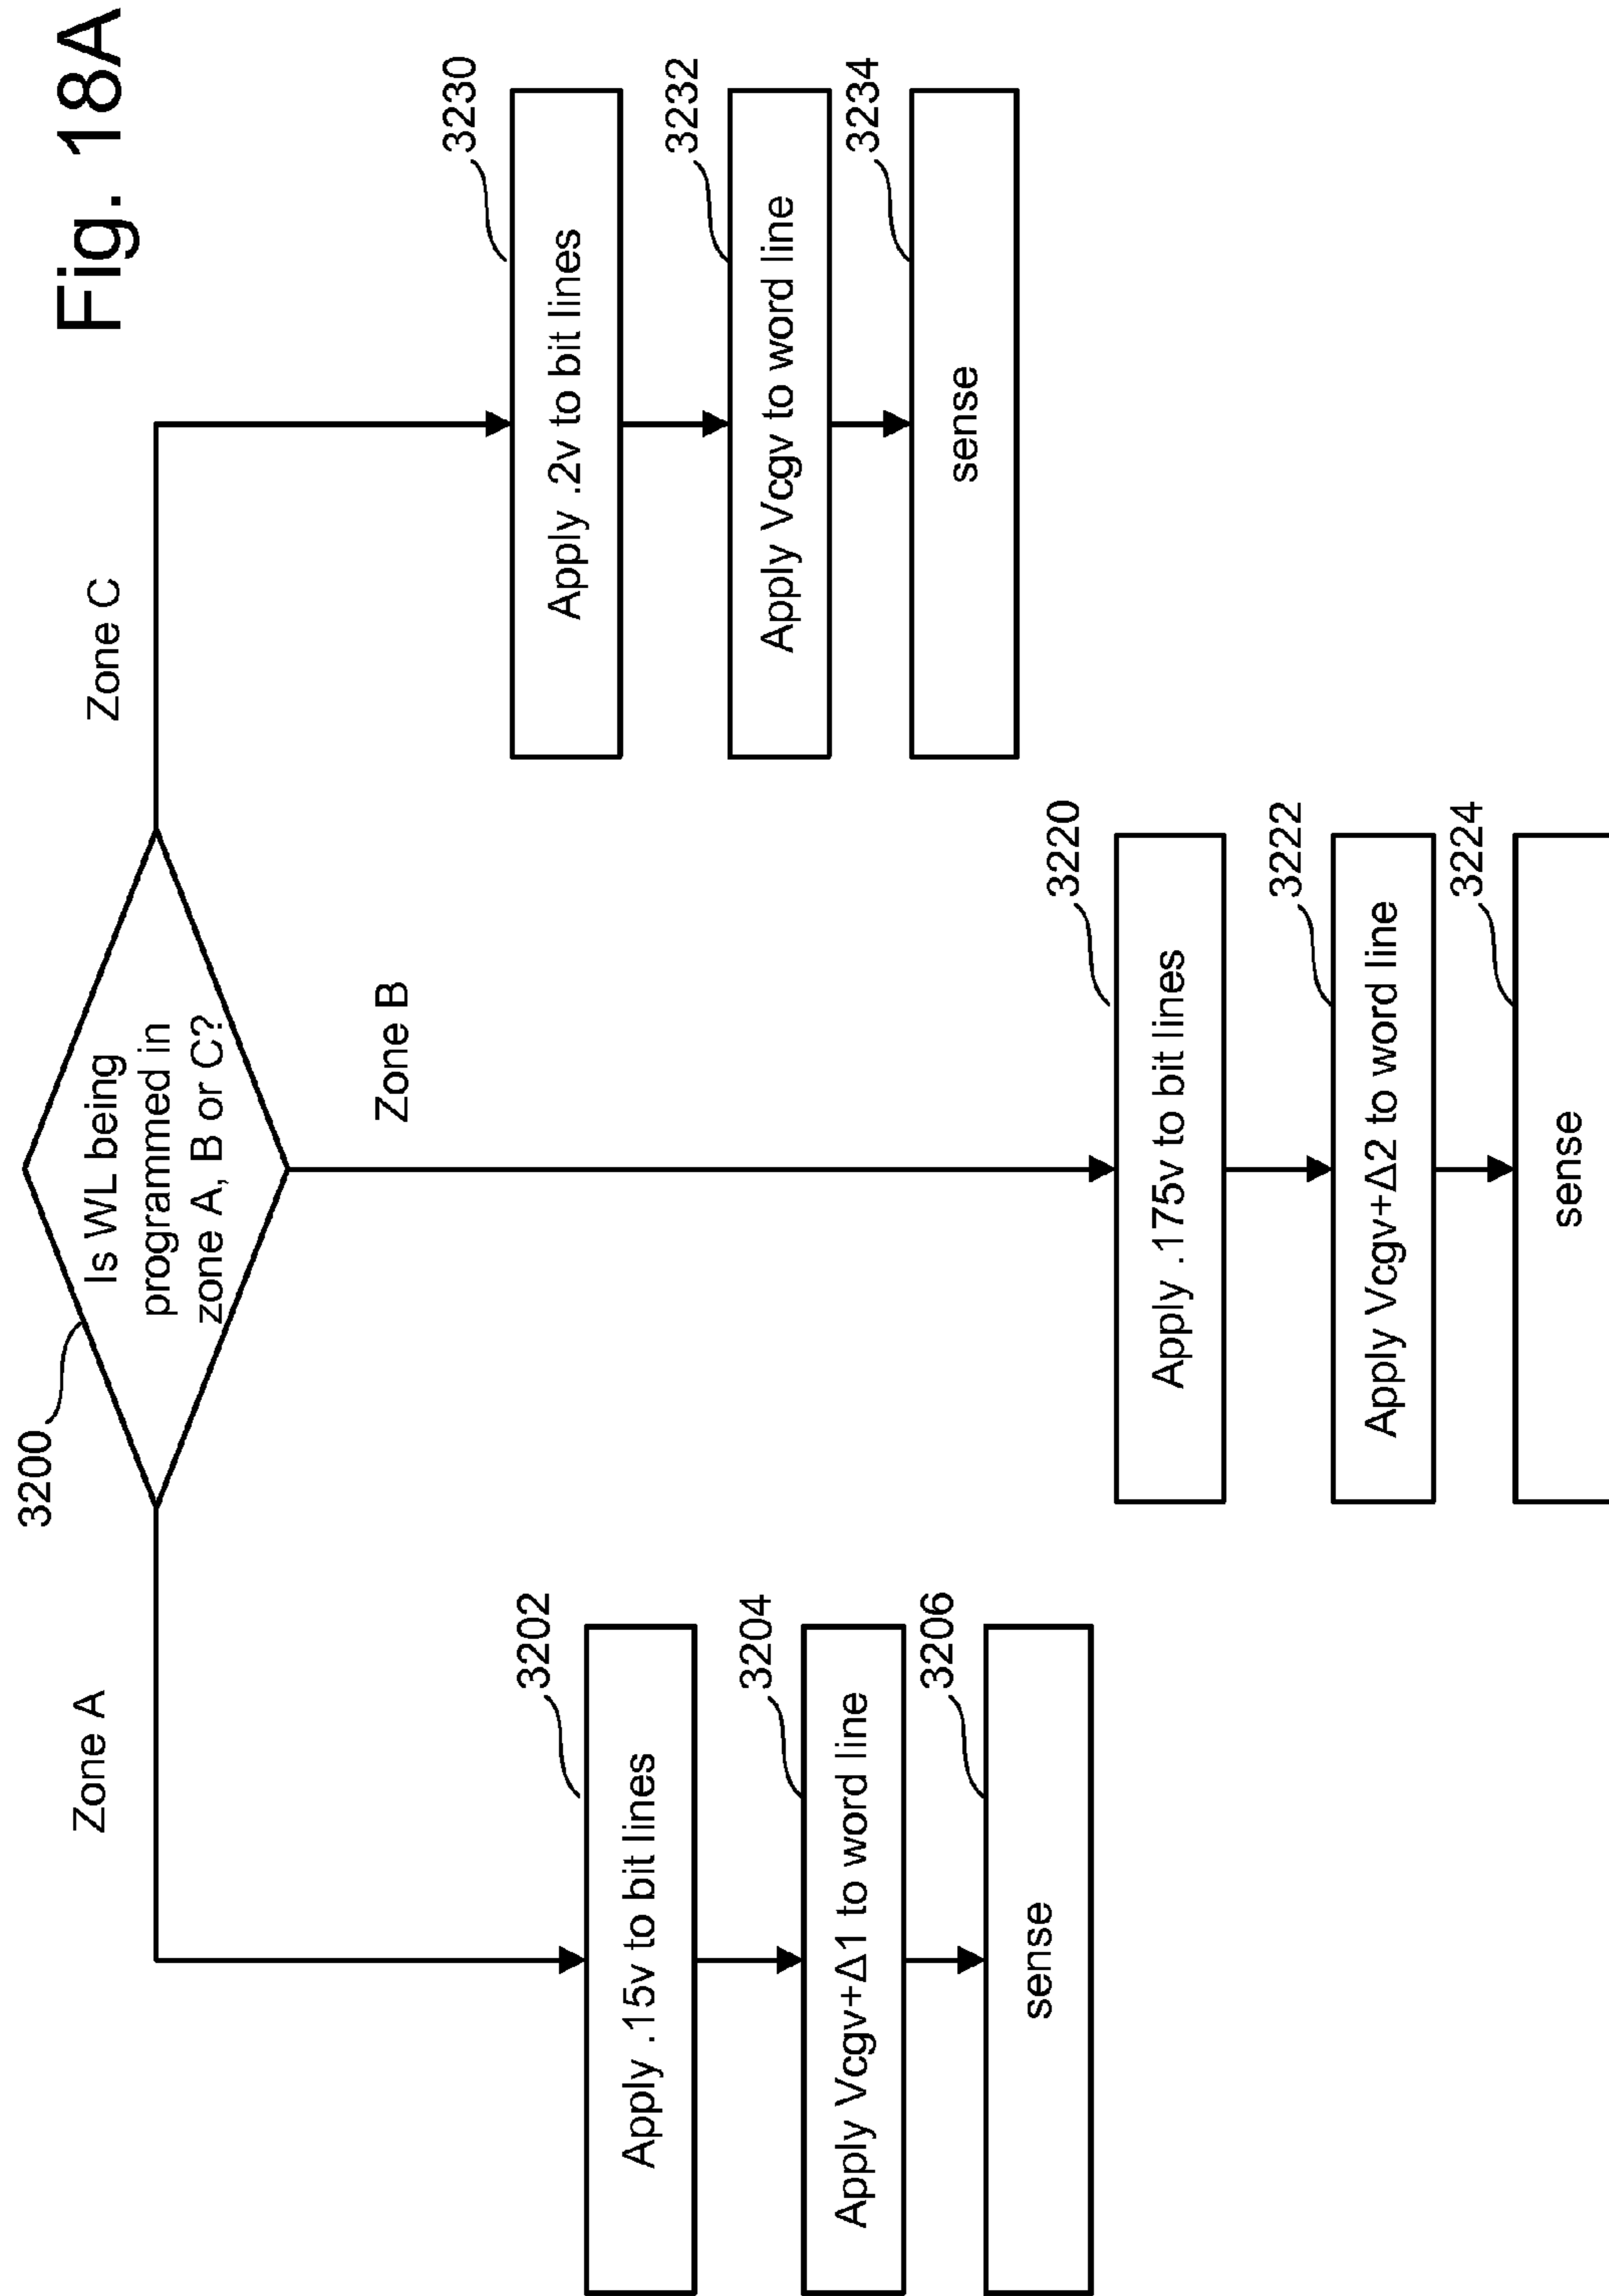 Fig. 18A
3200
Is WL being
programmed in
zone A, B or C?
Zone A
Zone B
Zone C
3202
Apply .15v to bit lines
3204
Apply Vcgv+Δ1 to word line
3206
sense
3220
Apply .175v to bit lines
3222
Apply Vcgv+Δ2 to word line
3224
sense
3230
Apply .2v to bit lines
3232
Apply Vcgv to word line
3234
sense